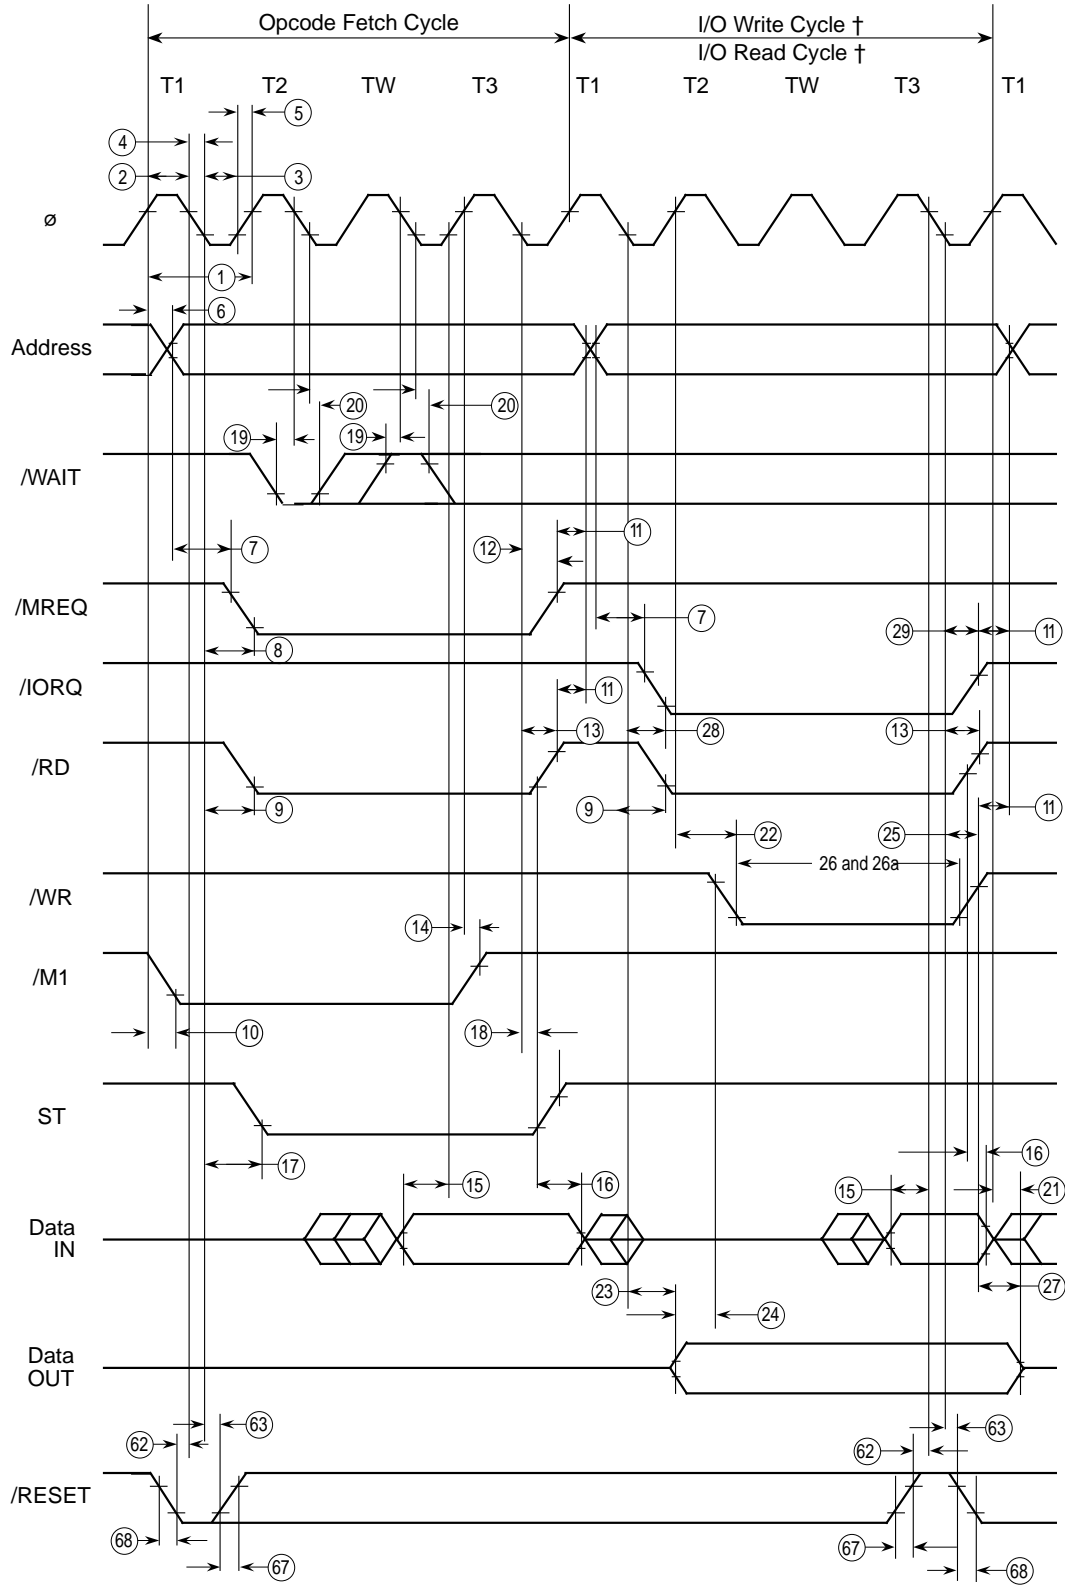 Opcode Fetch Cycle
I/O Write Cycle †
I/O Read Cycle †
T1 T2 TW T3 T1 T2 TW T3 T1
5
4
2 3
ø
1
6
Address
20 20
19 19
/WAIT
11
7 12
/MREQ
7 29 11
8
/IORQ
11
13 28 13
/RD
9 9 11
22 25
26 and 26a
/WR
14
/M1
10 18
ST
16
17 15 16 15 21
Data
IN
23 27
24
Data
OUT
63 63
62 62
/RESET
68 67
67 68